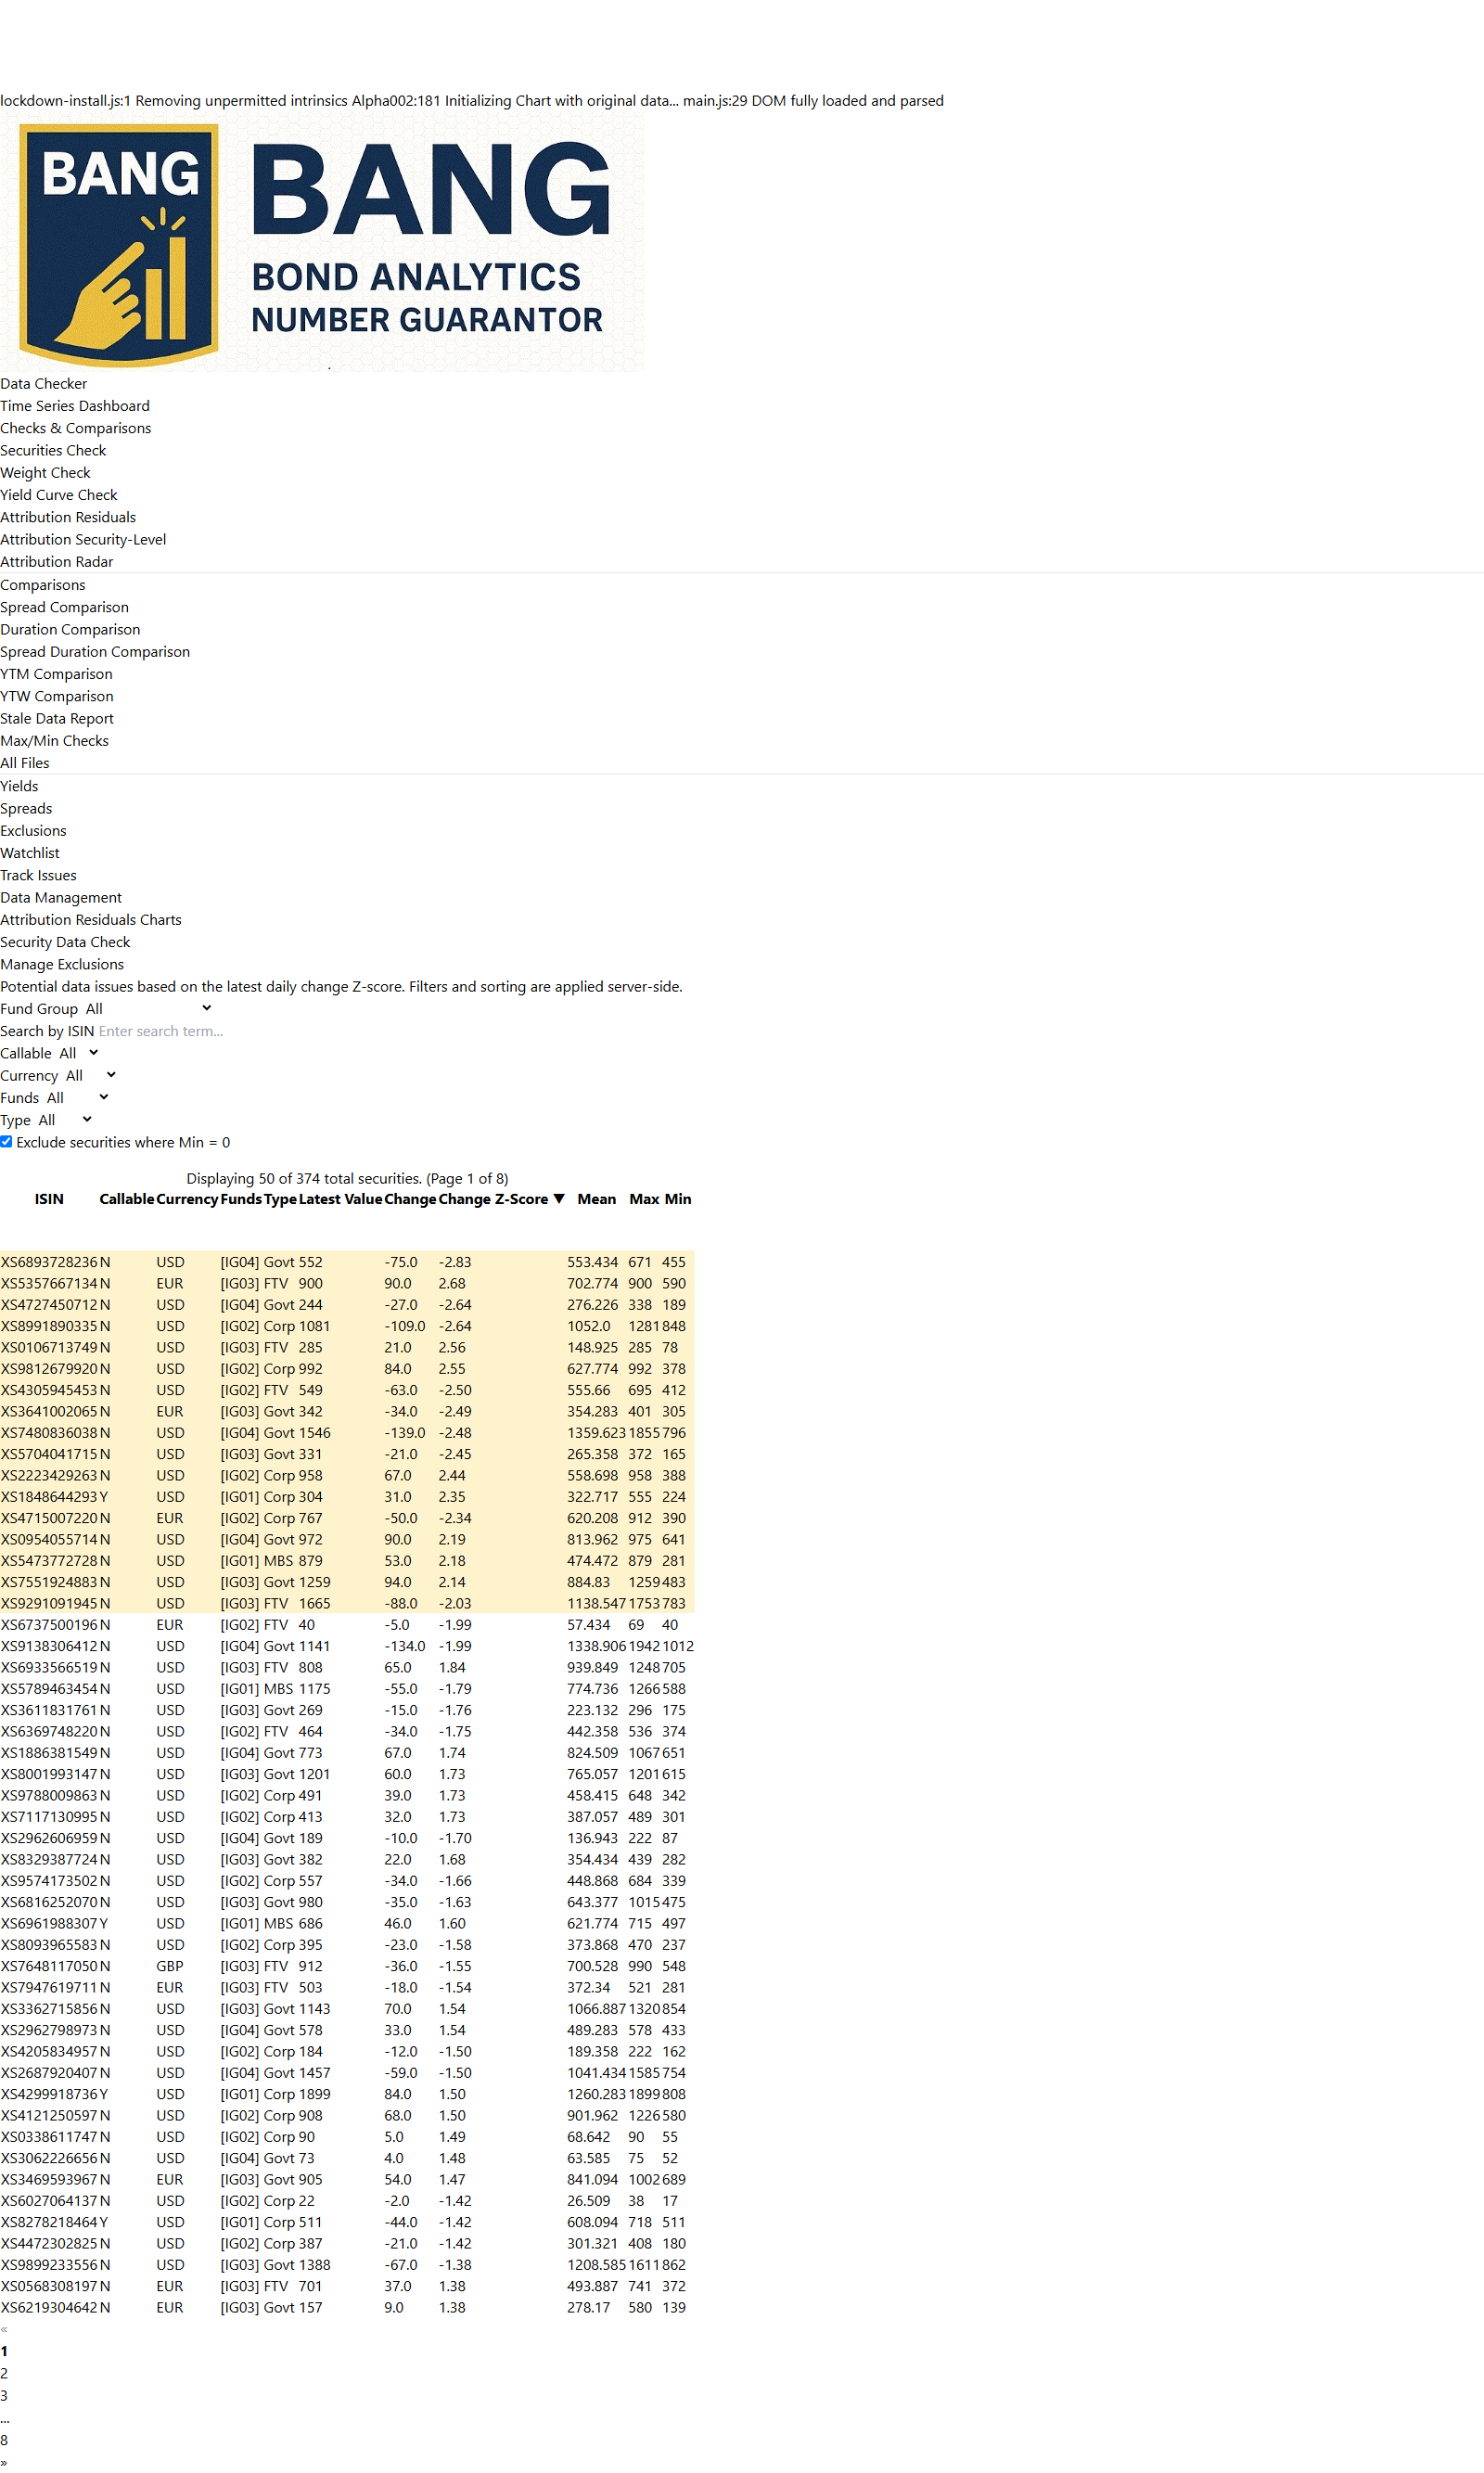 lockdown-install.js:1 Removing unpermitted intrinsics Alpha002:181 Initializing Chart with original data... main.js:29 DOM fully loaded and parsed
BANG
BANG
BOND ANALYTICS
NUMBER GUARANTOR
Data Checker
Time Series Dashboard
Checks & Comparisons
Securities Check
Weight Check
Yield Curve Check
Attribution Residuals
Attribution Security-Level
Attribution Radar
Comparisons
Spread Comparison
Duration Comparison
Spread Duration Comparison
YTM Comparison
YTW Comparison
Stale Data Report
Max/Min Checks
All Files
Yields
Spreads
Exclusions
Watchlist
Track Issues
Data Management
Attribution Residuals Charts
Security Data Check
Manage Exclusions
Potential data issues based on the latest daily change Z-score. Filters and sorting are applied server-side.
Fund Group All
Search by ISIN Enter search term...
Callable All
Currency All
Funds All
Type All
Exclude securities where Min = 0
Displaying 50 of 374 total securities. (Page 1 of 8)
ISIN Callable Currency Funds Type Latest Value Change Change Z-Score ▼ Mean Max Min
XS6893728236 N USD [IG04] Govt 552 -75.0 -2.83 553.434 671 455
XS5357667134 N EUR [IG03] FTV 900 90.0 2.68 702.774 900 590
XS4727450712 N USD [IG04] Govt 244 -27.0 -2.64 276.226 338 189
XS8991890335 N USD [IG02] Corp 1081 -109.0 -2.64 1052.0 1281 848
XS0106713749 N USD [IG03] FTV 285 21.0 2.56 148.925 285 78
XS9812679920 N USD [IG02] Corp 992 84.0 2.55 627.774 992 378
XS4305945453 N USD [IG02] FTV 549 -63.0 -2.50 555.66 695 412
XS3641002065 N EUR [IG03] Govt 342 -34.0 -2.49 354.283 401 305
XS7480836038 N USD [IG04] Govt 1546 -139.0 -2.48 1359.623 1855 796
XS5704041715 N USD [IG03] Govt 331 -21.0 -2.45 265.358 372 165
XS2223429263 N USD [IG02] Corp 958 67.0 2.44 558.698 958 388
XS1848644293 Y USD [IG01] Corp 304 31.0 2.35 322.717 555 224
XS4715007220 N EUR [IG02] Corp 767 -50.0 -2.34 620.208 912 390
XS0954055714 N USD [IG04] Govt 972 90.0 2.19 813.962 975 641
XS5473772728 N USD [IG01] MBS 879 53.0 2.18 474.472 879 281
XS7551924883 N USD [IG03] Govt 1259 94.0 2.14 884.83 1259 483
XS9291091945 N USD [IG03] FTV 1665 -88.0 -2.03 1138.547 1753 783
XS6737500196 N EUR [IG02] FTV 40 -5.0 -1.99 57.434 69 40
XS9138306412 N USD [IG04] Govt 1141 -134.0 -1.99 1338.906 1942 1012
XS6933566519 N USD [IG03] FTV 808 65.0 1.84 939.849 1248 705
XS5789463454 N USD [IG01] MBS 1175 -55.0 -1.79 774.736 1266 588
XS3611831761 N USD [IG03] Govt 269 -15.0 -1.76 223.132 296 175
XS6369748220 N USD [IG02] FTV 464 -34.0 -1.75 442.358 536 374
XS1886381549 N USD [IG04] Govt 773 67.0 1.74 824.509 1067 651
XS8001993147 N USD [IG03] Govt 1201 60.0 1.73 765.057 1201 615
XS9788009863 N USD [IG02] Corp 491 39.0 1.73 458.415 648 342
XS7117130995 N USD [IG02] Corp 413 32.0 1.73 387.057 489 301
XS2962606959 N USD [IG04] Govt 189 -10.0 -1.70 136.943 222 87
XS8329387724 N USD [IG03] Govt 382 22.0 1.68 354.434 439 282
XS9574173502 N USD [IG02] Corp 557 -34.0 -1.66 448.868 684 339
XS6816252070 N USD [IG03] Govt 980 -35.0 -1.63 643.377 1015 475
XS6961988307 Y USD [IG01] MBS 686 46.0 1.60 621.774 715 497
XS8093965583 N USD [IG02] Corp 395 -23.0 -1.58 373.868 470 237
XS7648117050 N GBP [IG03] FTV 912 -36.0 -1.55 700.528 990 548
XS7947619711 N EUR [IG03] FTV 503 -18.0 -1.54 372.34 521 281
XS3362715856 N USD [IG03] Govt 1143 70.0 1.54 1066.887 1320 854
XS2962798973 N USD [IG04] Govt 578 33.0 1.54 489.283 578 433
XS4205834957 N USD [IG02] Corp 184 -12.0 -1.50 189.358 222 162
XS2687920407 N USD [IG04] Govt 1457 -59.0 -1.50 1041.434 1585 754
XS4299918736 Y USD [IG01] Corp 1899 84.0 1.50 1260.283 1899 808
XS4121250597 N USD [IG02] Corp 908 68.0 1.50 901.962 1226 580
XS0338611747 N USD [IG02] Corp 90 5.0 1.49 68.642 90 55
XS3062226656 N USD [IG04] Govt 73 4.0 1.48 63.585 75 52
XS3469593967 N EUR [IG03] Govt 905 54.0 1.47 841.094 1002 689
XS6027064137 N USD [IG02] Corp 22 -2.0 -1.42 26.509 38 17
XS8278218464 Y USD [IG01] Corp 511 -44.0 -1.42 608.094 718 511
XS4472302825 N USD [IG02] Corp 387 -21.0 -1.42 301.321 408 180
XS9899233556 N USD [IG03] Govt 1388 -67.0 -1.38 1208.585 1611 862
XS0568308197 N EUR [IG03] FTV 701 37.0 1.38 493.887 741 372
XS6219304642 N EUR [IG03] Govt 157 9.0 1.38 278.17 580 139
«
1
2
3
...
8
»